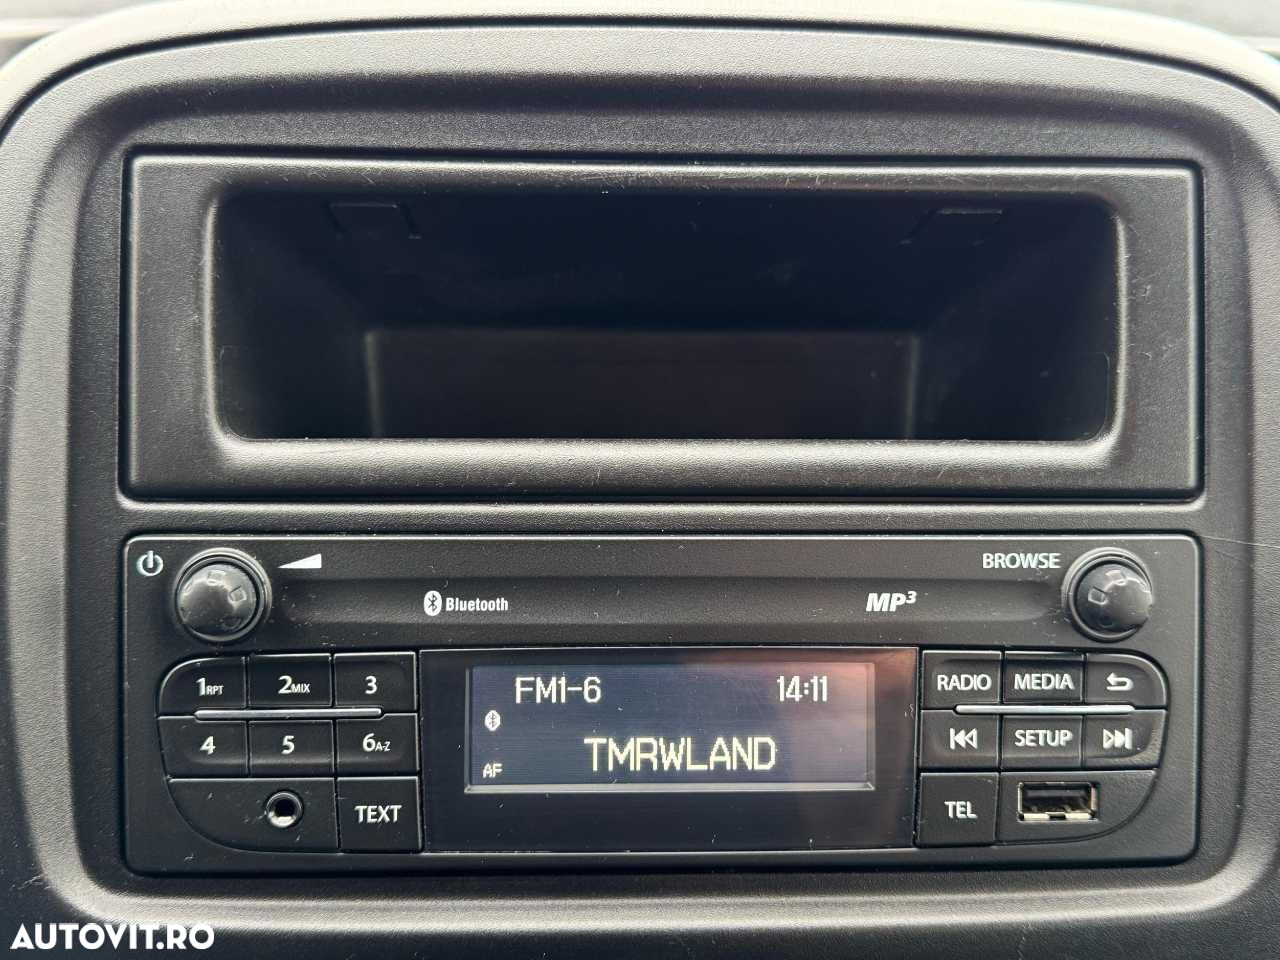 BROWSE
Bluetooth
MP3
1RPT
2MIX
3
4
5
6A-Z
TEXT
FM1-6 14:11
TMRWLAND
AF
RADIO
MEDIA
SETUP
TEL
AUTOVIT.RO